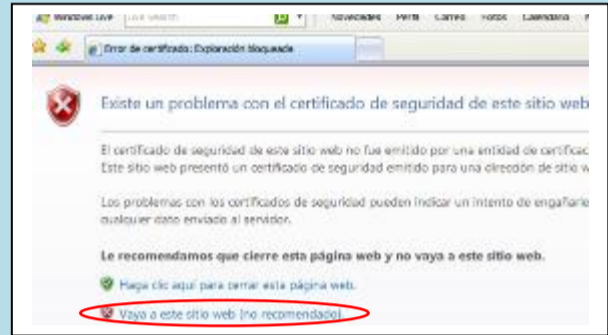 Windows Live Live Search Novedades Perfil Correo Fotos Calendario
Error de certificado: Exploración bloqueada
Existe un problema con el certificado de seguridad de este sitio web
El certificado de seguridad de este sitio web no fue emitido por una entidad de certificac
Este sitio web presentó un certificado de seguridad emitido para una dirección de sitio w
Los problemas con los certificados de seguridad pueden indicar un intento de engañarle
cualquier dato enviado al servidor.
Le recomendamos que cierre esta página web y no vaya a este sitio web.
Haga clic aquí para cerrar esta página web.
Vaya a este sitio web (no recomendado).